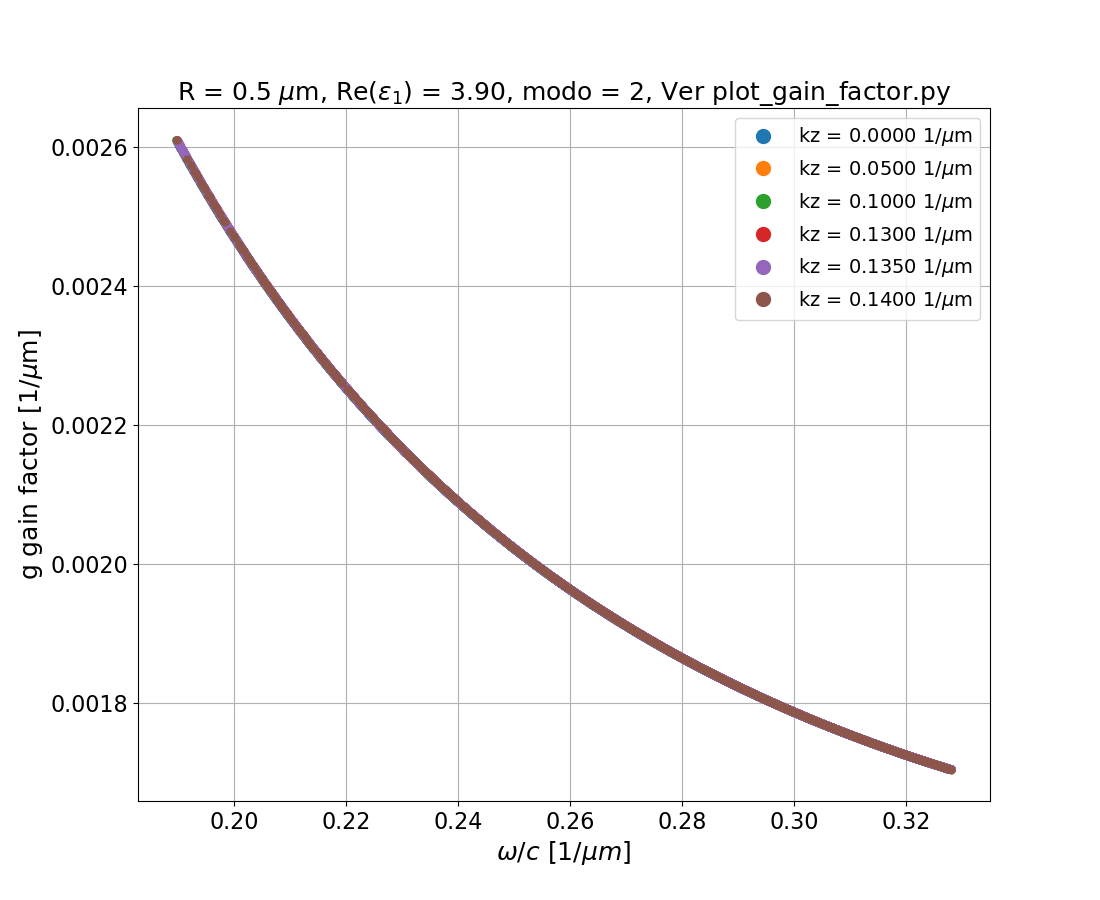 R = 0.5 μm, Re(ε₁) = 3.90, modo = 2, Ver plot_gain_factor.py
kz = 0.0000 1/μm
kz = 0.0500 1/μm
kz = 0.1000 1/μm
kz = 0.1300 1/μm
kz = 0.1350 1/μm
kz = 0.1400 1/μm
g gain factor [1/μm]
0.0026
0.0024
0.0022
0.0020
0.0018
0.20 0.22 0.24 0.26 0.28 0.30 0.32
ω/c [1/μm]